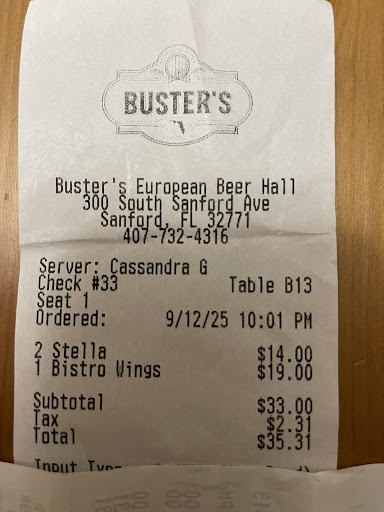 BUSTER'S
Buster's European Beer Hall
300 South Sanford Ave
Sanford, FL 32771
407-732-4316
Server: Cassandra G
Check #33 Table B13
Seat 1
Ordered: 9/12/25 10:01 PM
2 Stella $14.00
1 Bistro Wings $19.00
Subtotal $33.00
Tax $2.31
Total $35.31
Input